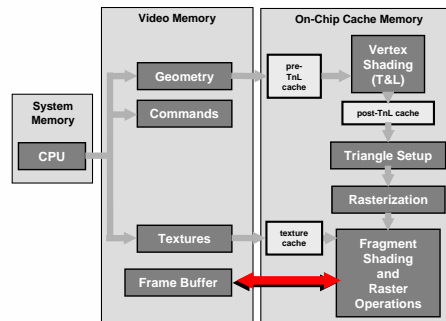 Video Memory
On-Chip Cache Memory
System
Memory
CPU
Geometry
Commands
Textures
Frame Buffer
pre-
TnL
cache
Vertex
Shading
(T&L)
post-TnL cache
Triangle Setup
Rasterization
texture
cache
Fragment
Shading
and
Raster
Operations